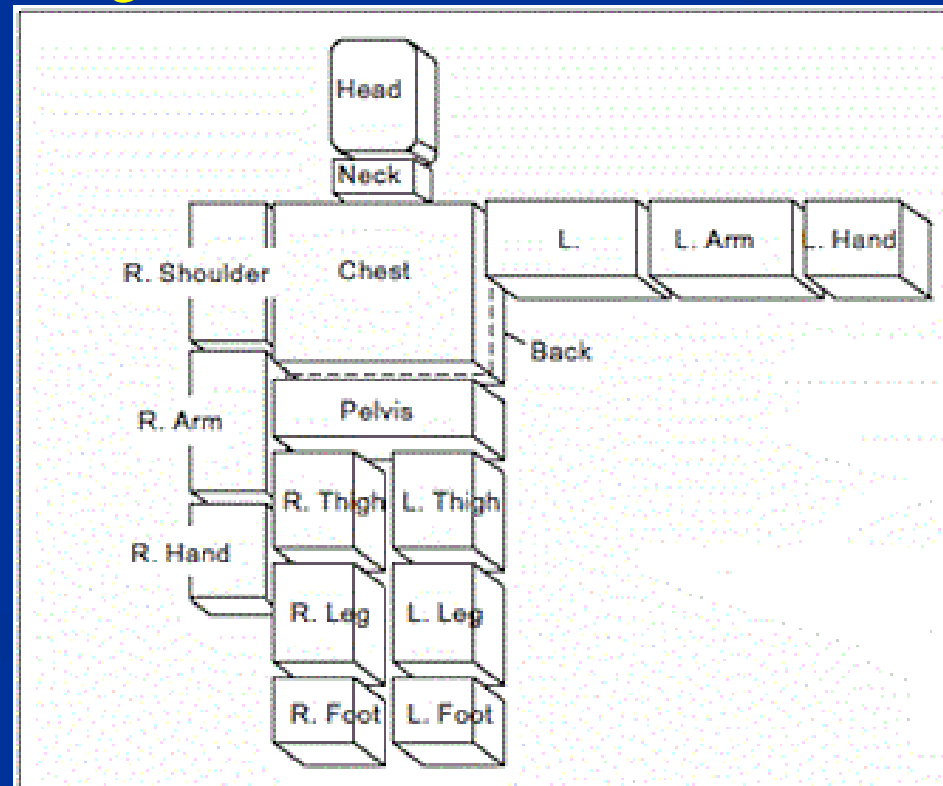 Head
Neck
R. Shoulder
Chest
L.
L. Arm
L. Hand
Back
R. Arm
Pelvis
R. Thigh
L. Thigh
R. Hand
R. Leg
L. Leg
R. Foot
L. Foot